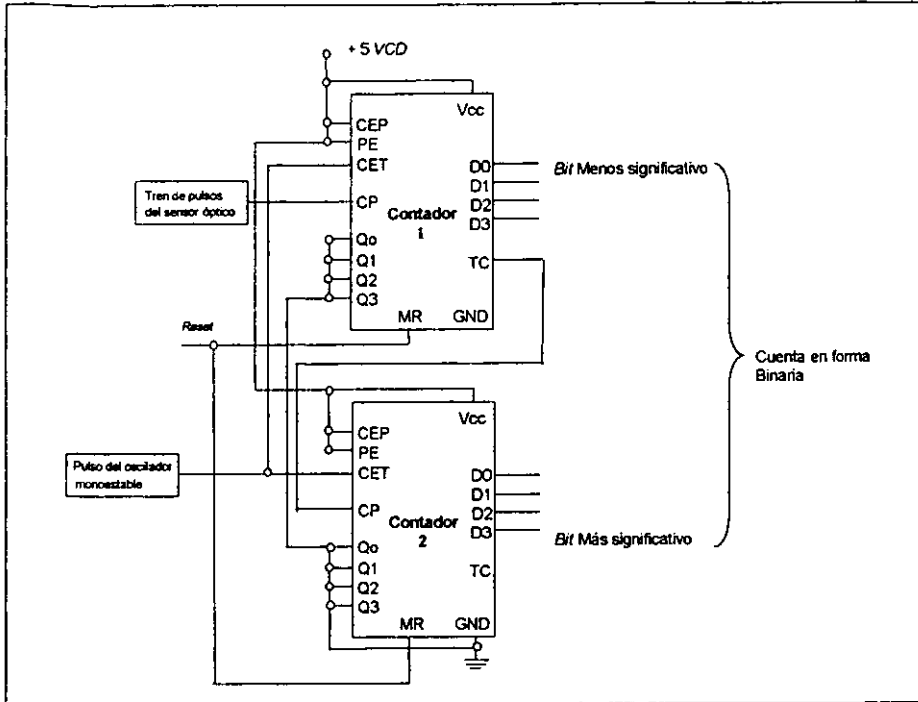 + 5 VCD
Vcc
CEP
PE
CET
CP
Qo
Q1
Q2
Q3
D0
D1
D2
D3
TC
Contador
1
MR
GND
Tren de pulsos
del sensor óptico
Bit Menos significativo
Reset
Cuenta en forma
Binaria
Vcc
CEP
PE
CET
CP
Qo
Q1
Q2
Q3
D0
D1
D2
D3
TC
Contador
2
MR
GND
Pulso del oscilador
monoestable
Bit Más significativo